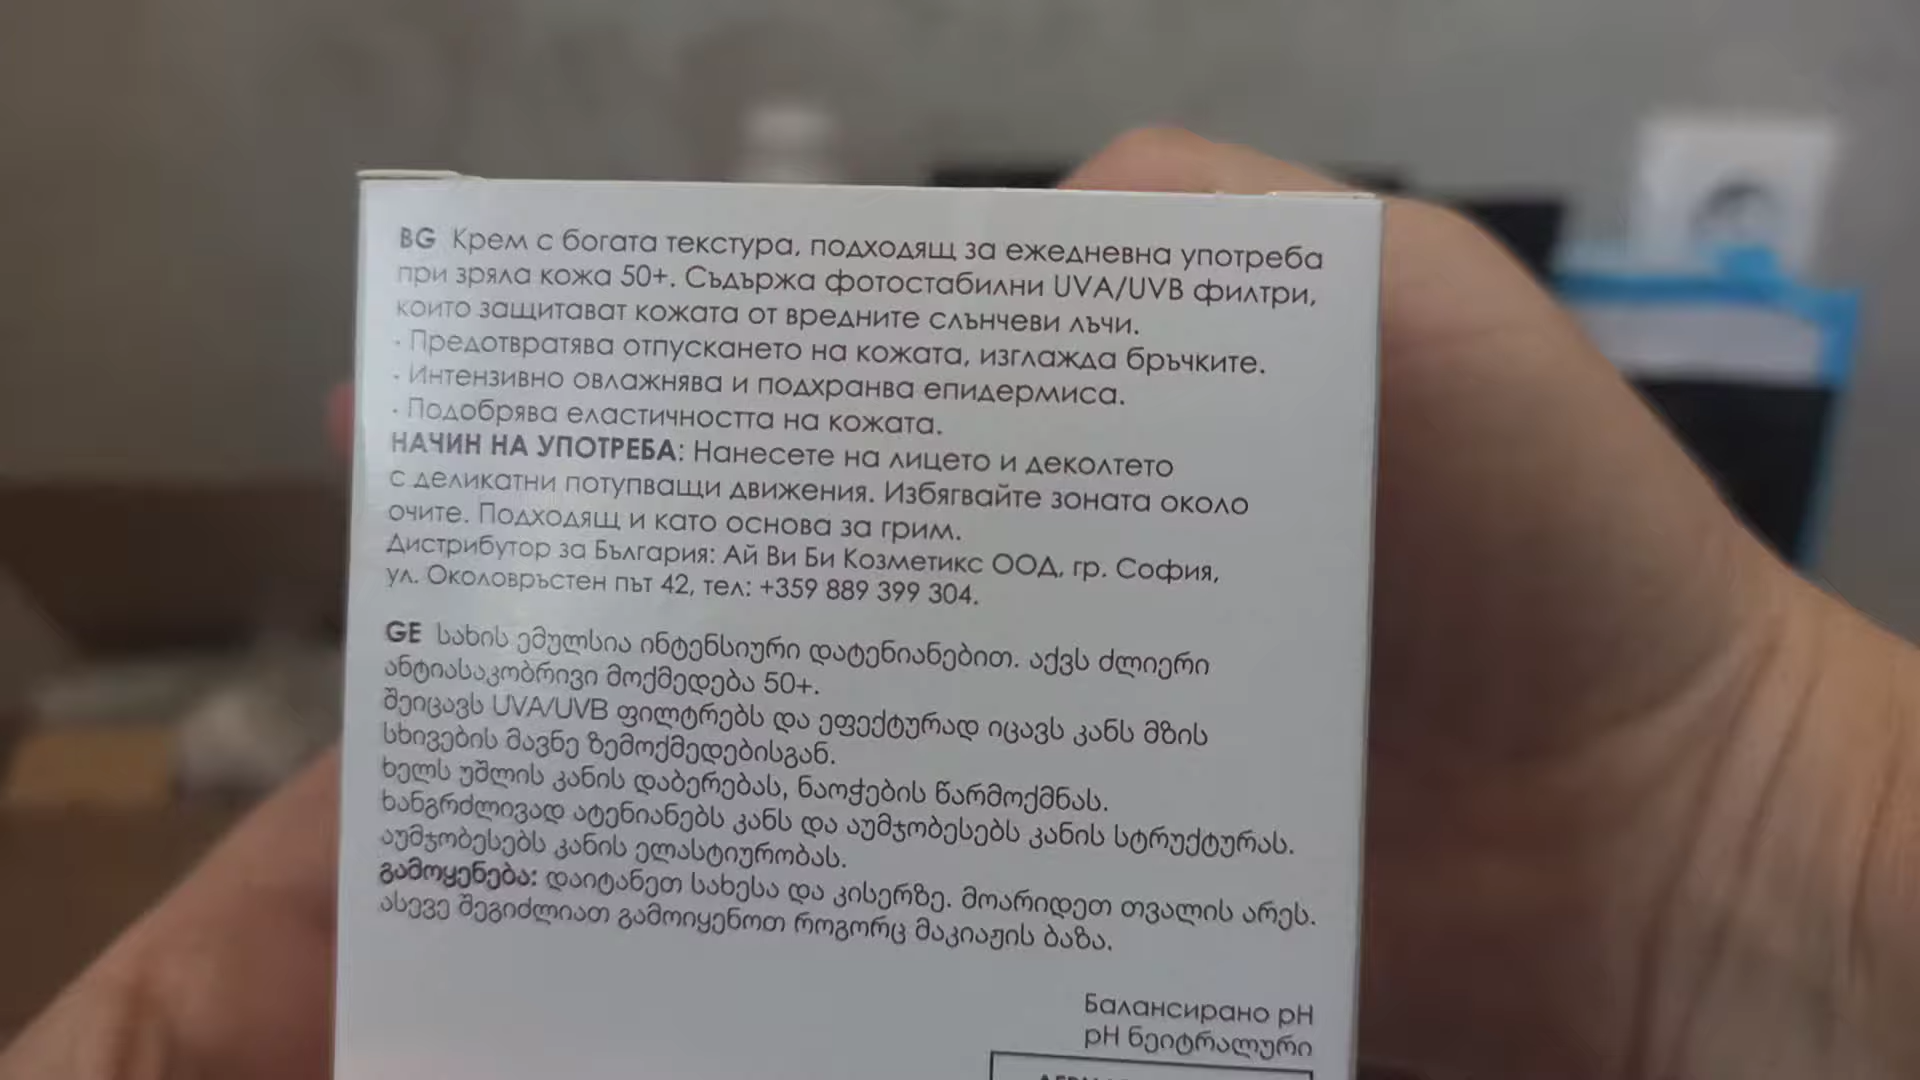 BG Крем с богата текстура, подходящ за ежедневна употреба
при зряла кожа 50+. Съдържа фотостабилни UVA/UVB филтри,
които защитават кожата от вредните слънчеви лъчи.
- Предотвратява отпускането на кожата, изглажда бръчките.
- Интензивно овлажнява и подхранва епидермиса.
- Подобрява еластичността на кожата.
НАЧИН НА УПОТРЕБА: Нанесете на лицето и деколтето
с деликатни потупващи движения. Избягвайте зоната около
очите. Подходящ и като основа за грим.
Дистрибутор за България: Ай Ви Би Козметикс ООД, гр. София,
ул. Околовръстен път 42, тел: +359 889 399 304.
GE სახის ემულსია ინტენსიური დატენიანებით. აქვს ძლიერი
ანტიასაკობრივი მოქმედება 50+.
შეიცავს UVA/UVB ფილტრებს და ეფექტურად იცავს კანს მზის
სხივების მავნე ზემოქმედებისგან.
ხელს უშლის კანის დაბერებას, ნაოჭების წარმოქმნას.
ხანგრძლივად ატენიანებს კანს და აუმჯობესებს კანის სტრუქტურას.
აუმჯობესებს კანის ელასტიურობას.
გამოყენება: დაიტანეთ სახესა და კისერზე. მოარიდეთ თვალის არეს.
ასევე შეგიძლიათ გამოიყენოთ როგორც მაკიაჟის ბაზა.
Балансирано pH
pH ნეიტრალური